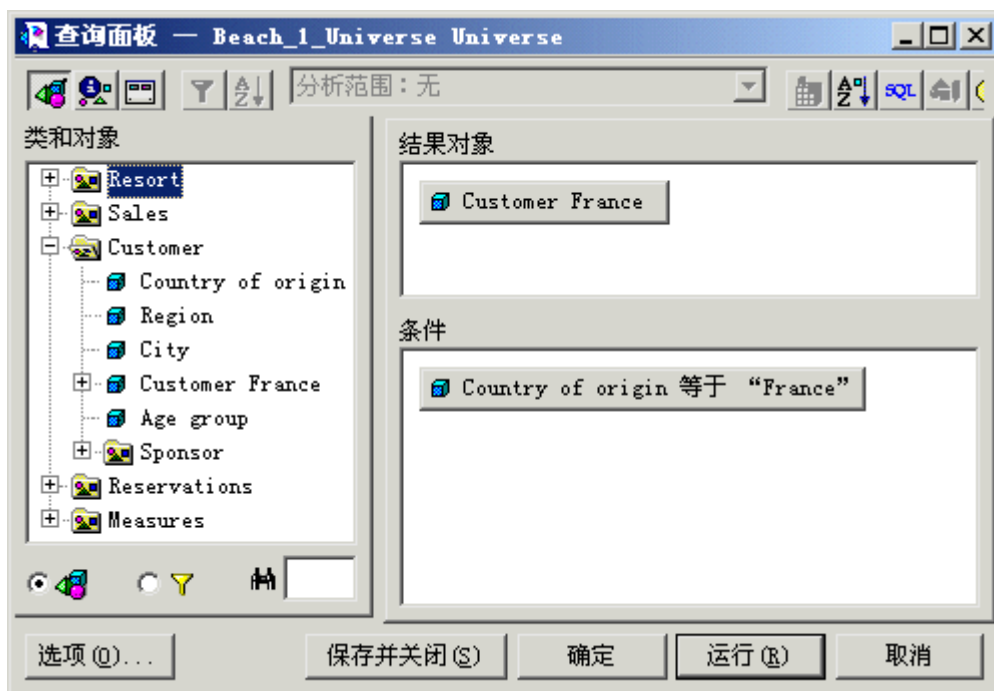 查询面板 — Beach_1_Universe Universe
分析范围：无
SQL
类和对象
Resort
Sales
Customer
Country of origin
Region
City
Customer France
Age group
Sponsor
Reservations
Measures
结果对象
Customer France
条件
Country of origin 等于 “France”
选项(O)...
保存并关闭(S)
确定
运行(R)
取消